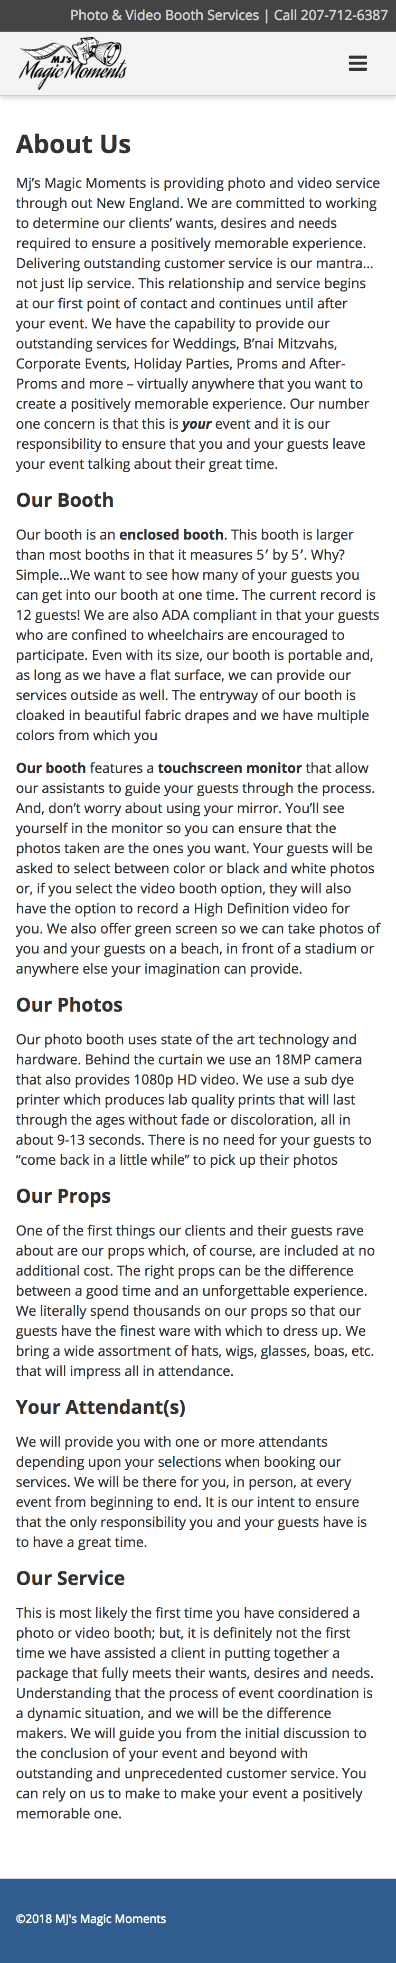 Photo & Video Booth Services | Call 207-712-6387
MJ's
Magic Moments
About Us
Mj’s Magic Moments is providing photo and video service
through out New England. We are committed to working
to determine our clients’ wants, desires and needs
required to ensure a positively memorable experience.
Delivering outstanding customer service is our mantra…
not just lip service. This relationship and service begins
at our first point of contact and continues until after
your event. We have the capability to provide our
outstanding services for Weddings, B’nai Mitzvahs,
Corporate Events, Holiday Parties, Proms and After-
Proms and more – virtually anywhere that you want to
create a positively memorable experience. Our number
one concern is that this is your event and it is our
responsibility to ensure that you and your guests leave
your event talking about their great time.
Our Booth
Our booth is an enclosed booth. This booth is larger
than most booths in that it measures 5′ by 5′. Why?
Simple…We want to see how many of your guests you
can get into our booth at one time. The current record is
12 guests! We are also ADA compliant in that your guests
who are confined to wheelchairs are encouraged to
participate. Even with its size, our booth is portable and,
as long as we have a flat surface, we can provide our
services outside as well. The entryway of our booth is
cloaked in beautiful fabric drapes and we have multiple
colors from which you
Our booth features a touchscreen monitor that allow
our assistants to guide your guests through the process.
And, don’t worry about using your mirror. You’ll see
yourself in the monitor so you can ensure that the
photos taken are the ones you want. Your guests will be
asked to select between color or black and white photos
or, if you select the video booth option, they will also
have the option to record a High Definition video for
you. We also offer green screen so we can take photos of
you and your guests on a beach, in front of a stadium or
anywhere else your imagination can provide.
Our Photos
Our photo booth uses state of the art technology and
hardware. Behind the curtain we use an 18MP camera
that also provides 1080p HD video. We use a sub dye
printer which produces lab quality prints that will last
through the ages without fade or discoloration, all in
about 9-13 seconds. There is no need for your guests to
“come back in a little while” to pick up their photos
Our Props
One of the first things our clients and their guests rave
about are our props which, of course, are included at no
additional cost. The right props can be the difference
between a good time and an unforgettable experience.
We literally spend thousands on our props so that our
guests have the finest ware with which to dress up. We
bring a wide assortment of hats, wigs, glasses, boas, etc.
that will impress all in attendance.
Your Attendant(s)
We will provide you with one or more attendants
depending upon your selections when booking our
services. We will be there for you, in person, at every
event from beginning to end. It is our intent to ensure
that the only responsibility you and your guests have is
to have a great time.
Our Service
This is most likely the first time you have considered a
photo or video booth; but, it is definitely not the first
time we have assisted a client in putting together a
package that fully meets their wants, desires and needs.
Understanding that the process of event coordination is
a dynamic situation, and we will be the difference
makers. We will guide you from the initial discussion to
the conclusion of your event and beyond with
outstanding and unprecedented customer service. You
can rely on us to make to make your event a positively
memorable one.
©2018 MJ's Magic Moments